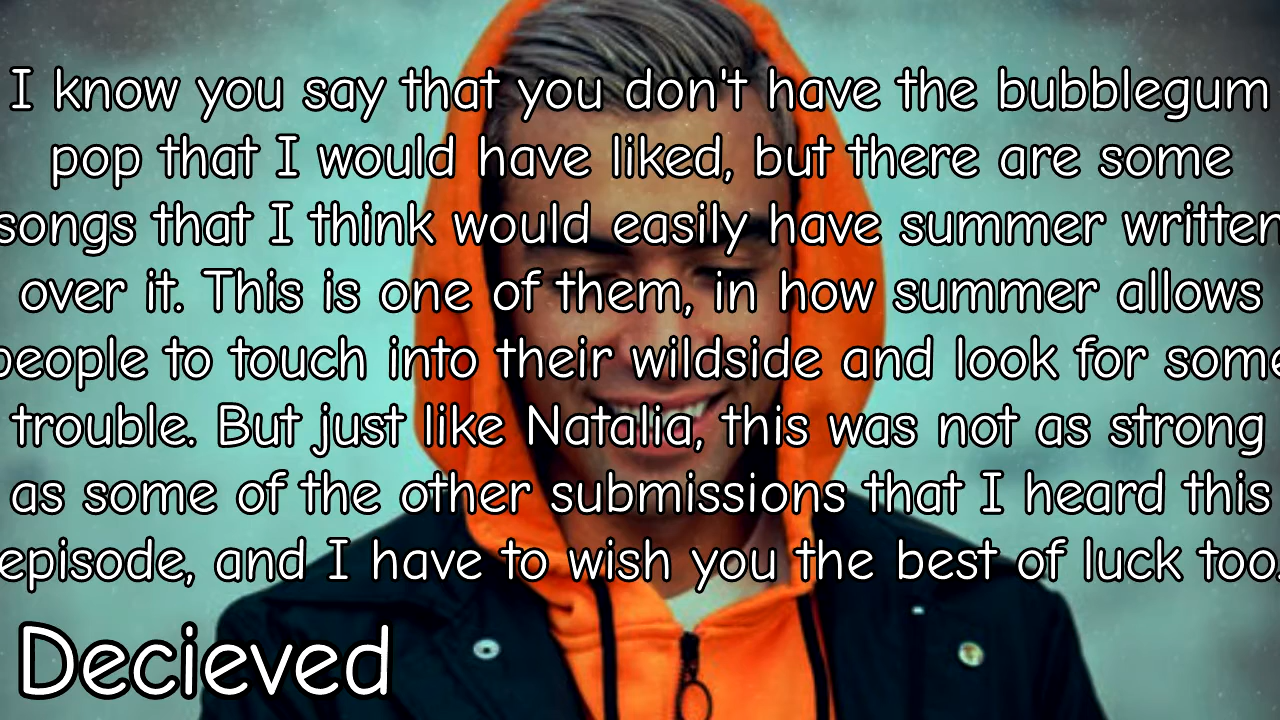 I know you say that you don't have the bubblegum
pop that I would have liked, but there are some
songs that I think would easily have summer written
over it. This is one of them, in how summer allows
people to touch into their wildside and look for some
trouble. But just like Natalia, this was not as strong
as some of the other submissions that I heard this
episode, and I have to wish you the best of luck too.
Decieved